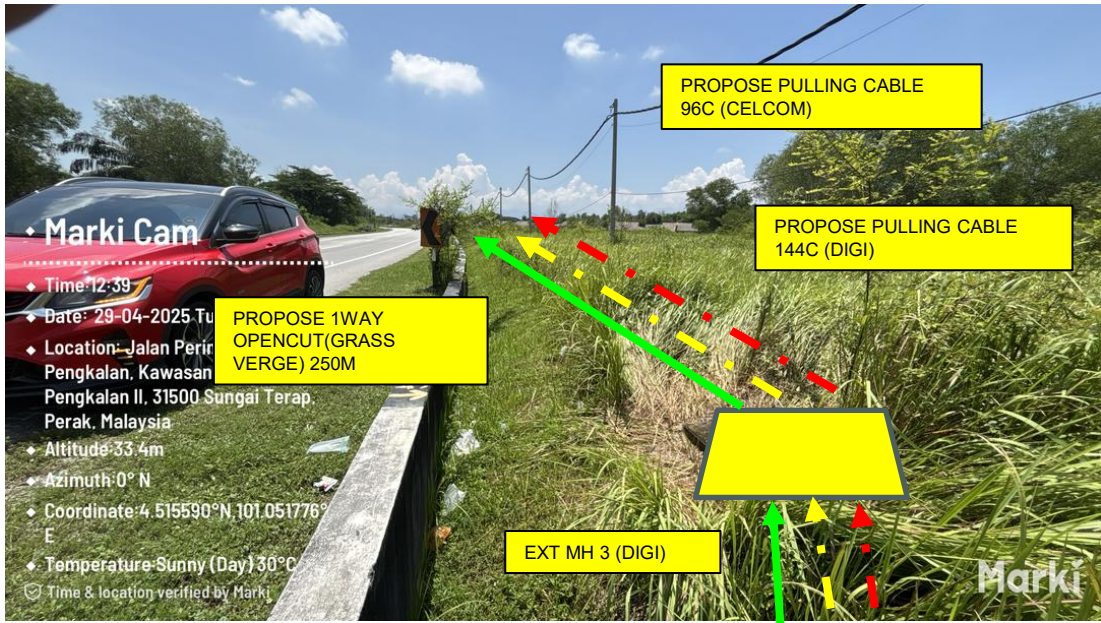 PROPOSE PULLING CABLE
96C (CELCOM)
PROPOSE PULLING CABLE
144C (DIGI)
Marki Cam
Time:12:39
Date: 29-04-2025 Tu
Location: Jalan Perin
Pengkalan, Kawasan
Pengkalan II, 31500 Sungai Terap,
Perak, Malaysia
Altitude:33.4m
Azimuth:0° N
Coordinate:4.515590°N,101.051776°
E
Temperature:Sunny (Day) 30°C
Time & location verified by Marki
PROPOSE 1WAY
OPENCUT(GRASS
VERGE) 250M
EXT MH 3 (DIGI)
Marki